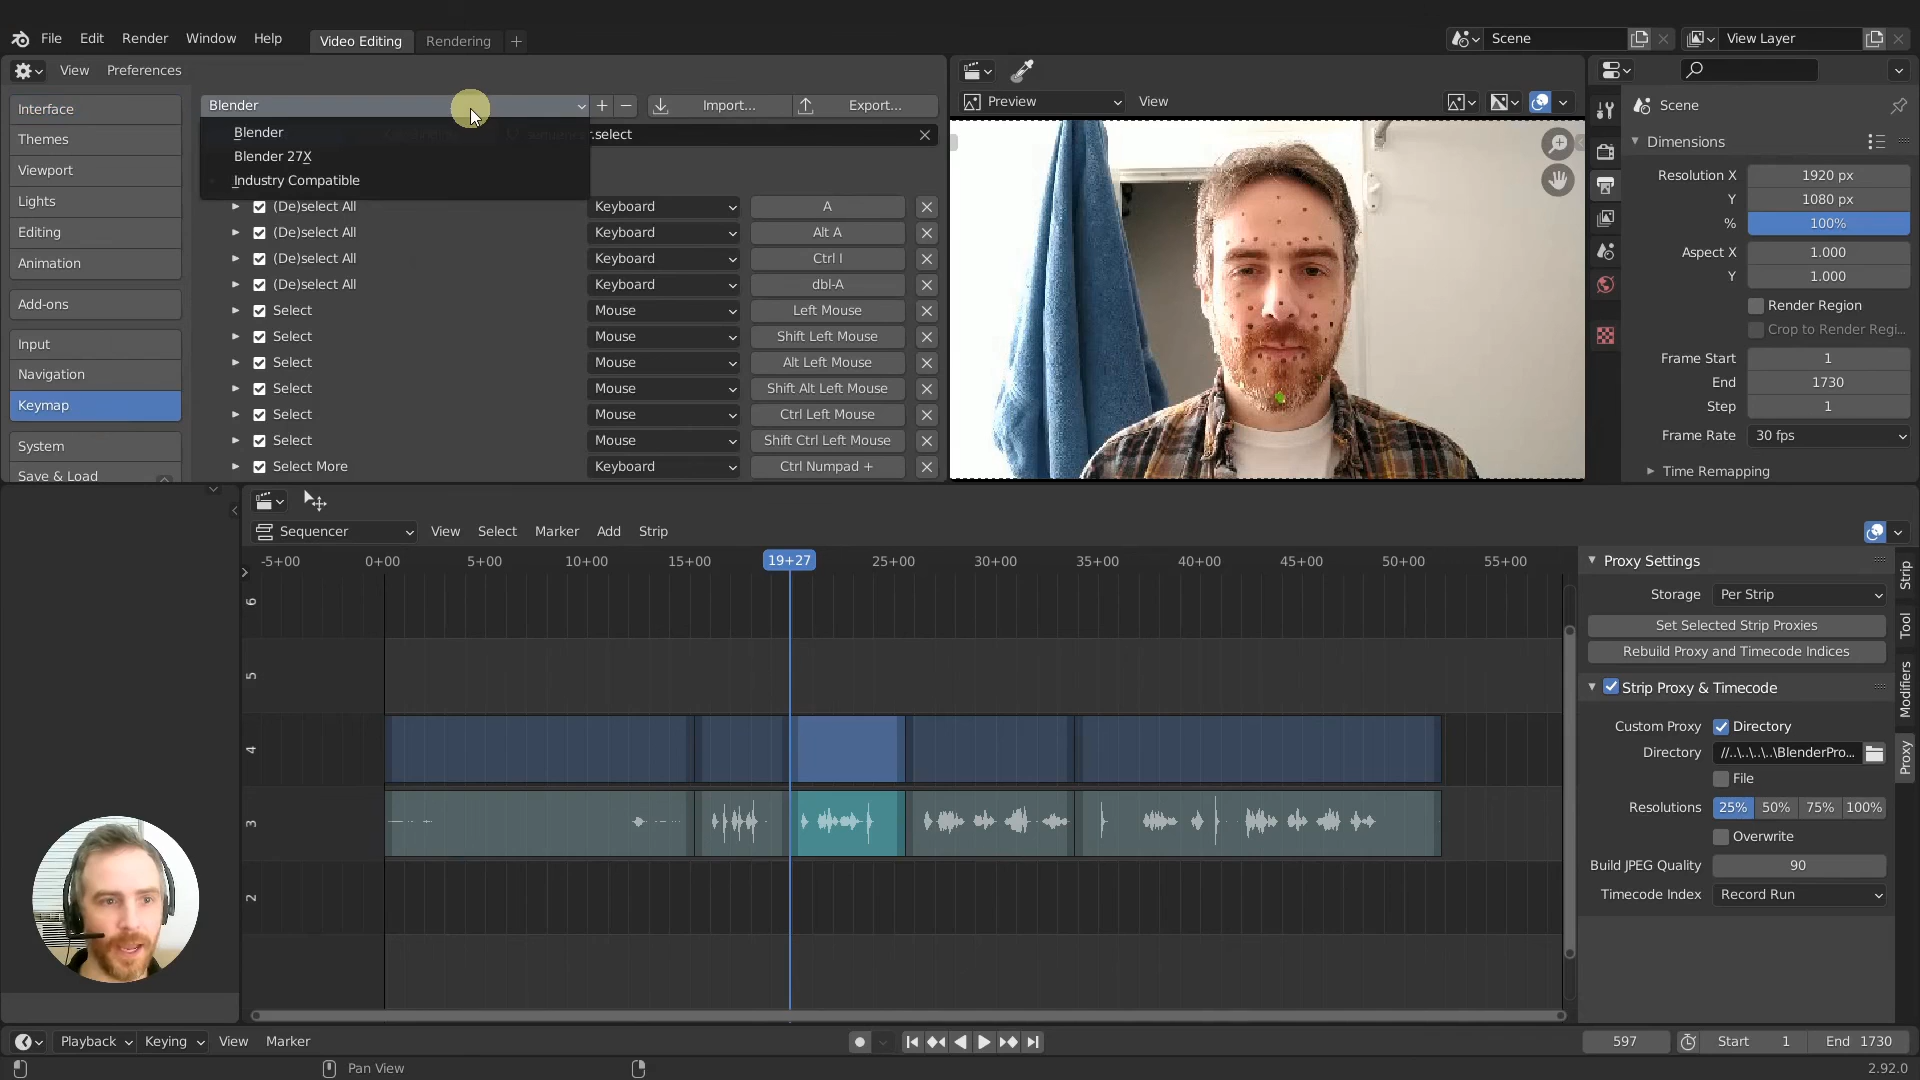 File Edit Render Window Help Video Editing Rendering + Scene View Layer
View Preferences
Interface
Themes
Viewport
Lights
Editing
Animation
Add-ons
Input
Navigation
Keymap
System
Save & Load
Blender + − Import... Export...
Blender
Blender 27X
Industry Compatible
.select
(De)select All Keyboard A
(De)select All Keyboard Alt A
(De)select All Keyboard Ctrl I
(De)select All Keyboard dbl-A
Select Mouse Left Mouse
Select Mouse Shift Left Mouse
Select Mouse Alt Left Mouse
Select Mouse Shift Alt Left Mouse
Select Mouse Ctrl Left Mouse
Select Mouse Shift Ctrl Left Mouse
Select More Keyboard Ctrl Numpad +
Preview View
Scene
Dimensions
Resolution X 1920 px
Y 1080 px
% 100%
Aspect X 1.000
Y 1.000
Render Region
Crop to Render Regi...
Frame Start 1
End 1730
Step 1
Frame Rate 30 fps
Time Remapping
Sequencer View Select Marker Add Strip
-5+00 0+00 5+00 10+00 15+00 19+27 25+00 30+00 35+00 40+00 45+00 50+00 55+00
6
5
4
3
2
Proxy Settings
Storage Per Strip
Set Selected Strip Proxies
Rebuild Proxy and Timecode Indices
Strip Proxy & Timecode
Custom Proxy Directory
Directory //..\..\..\..\BlenderPro...
File
Resolutions 25% 50% 75% 100%
Overwrite
Build JPEG Quality 90
Timecode Index Record Run
Strip
Tool
Modifiers
Proxy
Playback Keying View Marker 597 Start 1 End 1730
Pan View 2.92.0